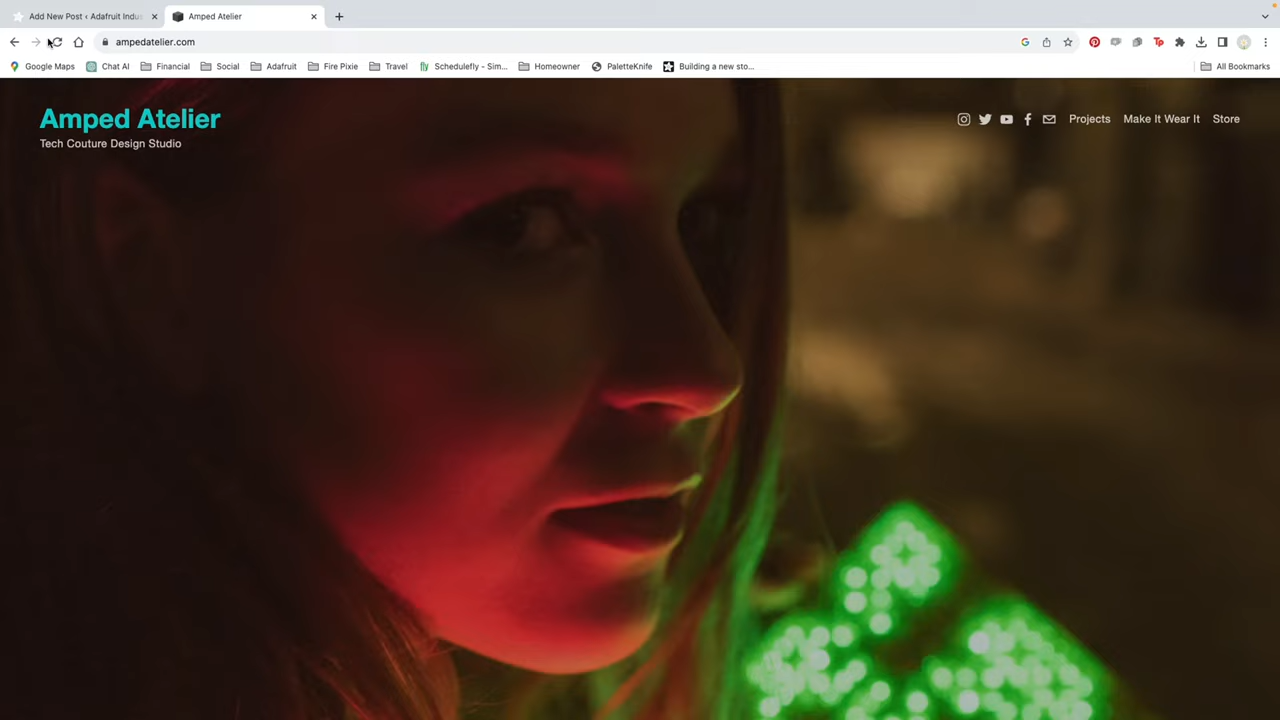 Add New Post ‹ Adafruit Indus
Amped Atelier
ampedatelier.com
Google Maps
Chat AI
Financial
Social
Adafruit
Fire Pixie
Travel
Schedulefly - Sim...
Homeowner
PaletteKnife
Building a new sto...
All Bookmarks
Amped Atelier
Tech Couture Design Studio
Projects
Make It Wear It
Store